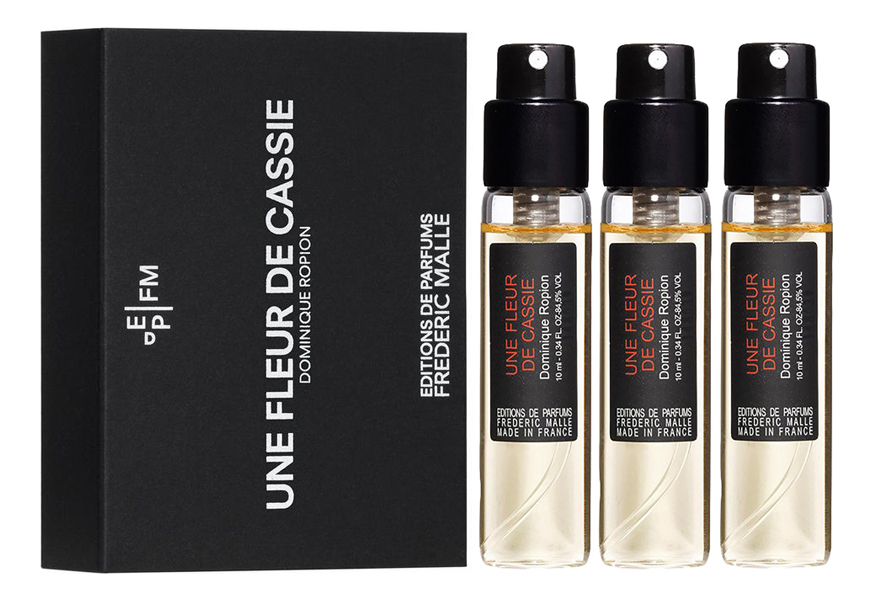 UNE FLEUR DE CASSIE
DOMINIQUE ROPION
EDITIONS DE PARFUMS
FREDERIC MALLE
EDP FM
UNE FLEUR
DE CASSIE
Dominique Ropion
10 ml - 0.34 FL. OZ-84,5% VOL
EDITIONS DE PARFUMS
FREDERIC MALLE
MADE IN FRANCE
UNE FLEUR
DE CASSIE
Dominique Ropion
10 ml - 0.34 FL. OZ-84,5% VOL
EDITIONS DE PARFUMS
FREDERIC MALLE
MADE IN FRANCE
UNE FLEUR
DE CASSIE
Dominique Ropion
10 ml - 0.34 FL. OZ-84,5% VOL
EDITIONS DE PARFUMS
FREDERIC MALLE
MADE IN FRANCE